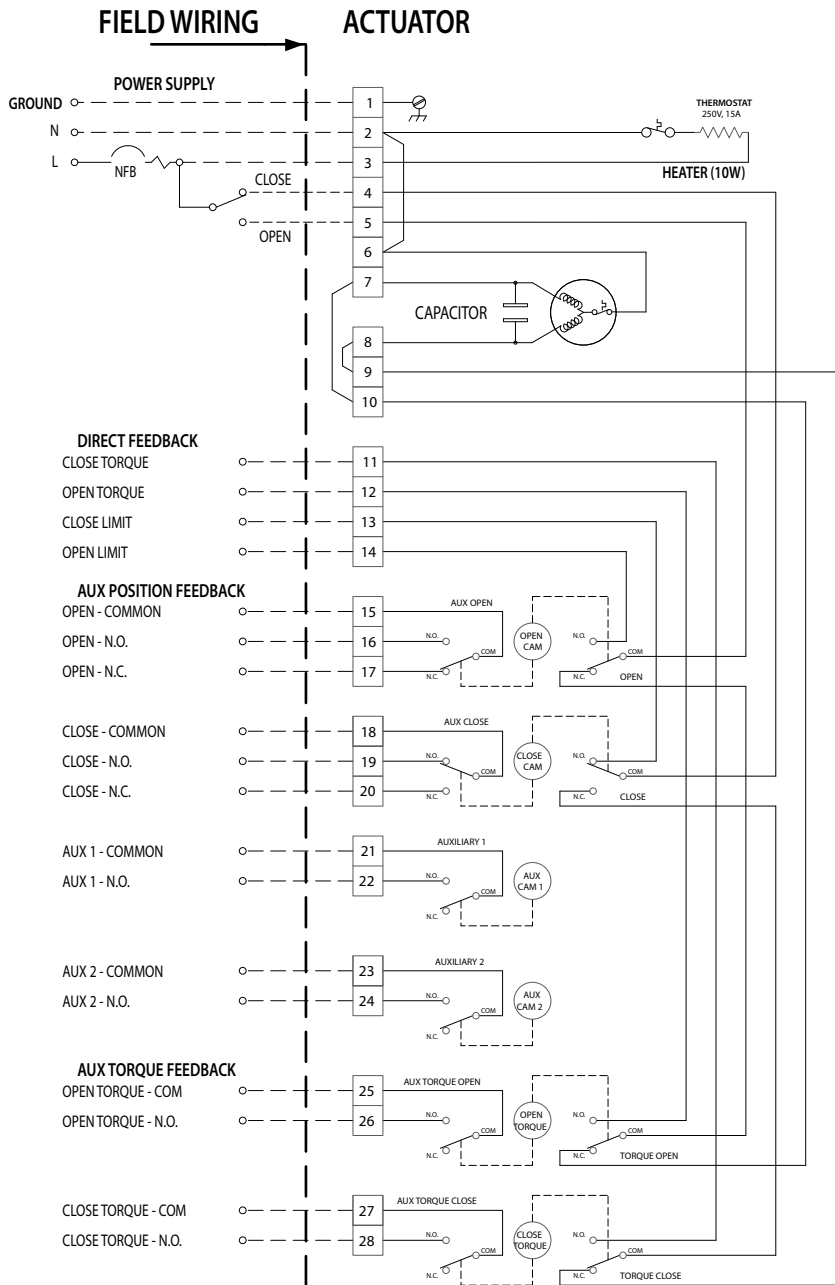 FIELD WIRING
ACTUATOR
POWER SUPPLY
GROUND
1
THERMOSTAT
250V, 15A
N
2
L
NFB
3
HEATER (10W)
CLOSE
4
5
OPEN
6
7
CAPACITOR
8
9
10
DIRECT FEEDBACK
CLOSE TORQUE
11
OPEN TORQUE
12
CLOSE LIMIT
13
OPEN LIMIT
14
AUX POSITION FEEDBACK
OPEN - COMMON
15
AUX OPEN
OPEN - N.O.
16
N.O.
OPEN CAM
N.O.
COM
COM
OPEN - N.C.
17
N.C.
N.C.
OPEN
CLOSE - COMMON
18
AUX CLOSE
CLOSE - N.O.
19
N.O.
CLOSE CAM
N.O.
COM
COM
CLOSE - N.C.
20
N.C.
N.C.
CLOSE
AUX 1 - COMMON
21
AUXILIARY 1
AUX 1 - N.O.
22
N.O.
AUX CAM 1
COM
N.C.
AUX 2 - COMMON
23
AUXILIARY 2
AUX 2 - N.O.
24
N.O.
AUX CAM 2
COM
N.C.
AUX TORQUE FEEDBACK
OPEN TORQUE - COM
25
AUX TORQUE OPEN
OPEN TORQUE - N.O.
26
N.O.
OPEN TORQUE
N.O.
COM
COM
N.C.
N.C.
TORQUE OPEN
CLOSE TORQUE - COM
27
AUX TORQUE CLOSE
CLOSE TORQUE - N.O.
28
N.O.
CLOSE TORQUE
N.O.
COM
COM
N.C.
N.C.
TORQUE CLOSE